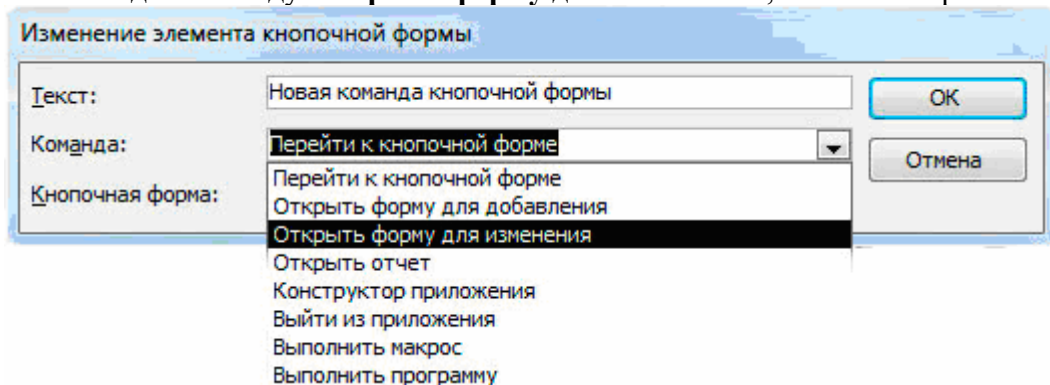 Изменение элемента кнопочной формы
Текст: Новая команда кнопочной формы OK
Команда: Перейти к кнопочной форме Отмена
Кнопочная форма:
Перейти к кнопочной форме
Открыть форму для добавления
Открыть форму для изменения
Открыть отчет
Конструктор приложения
Выйти из приложения
Выполнить макрос
Выполнить программу